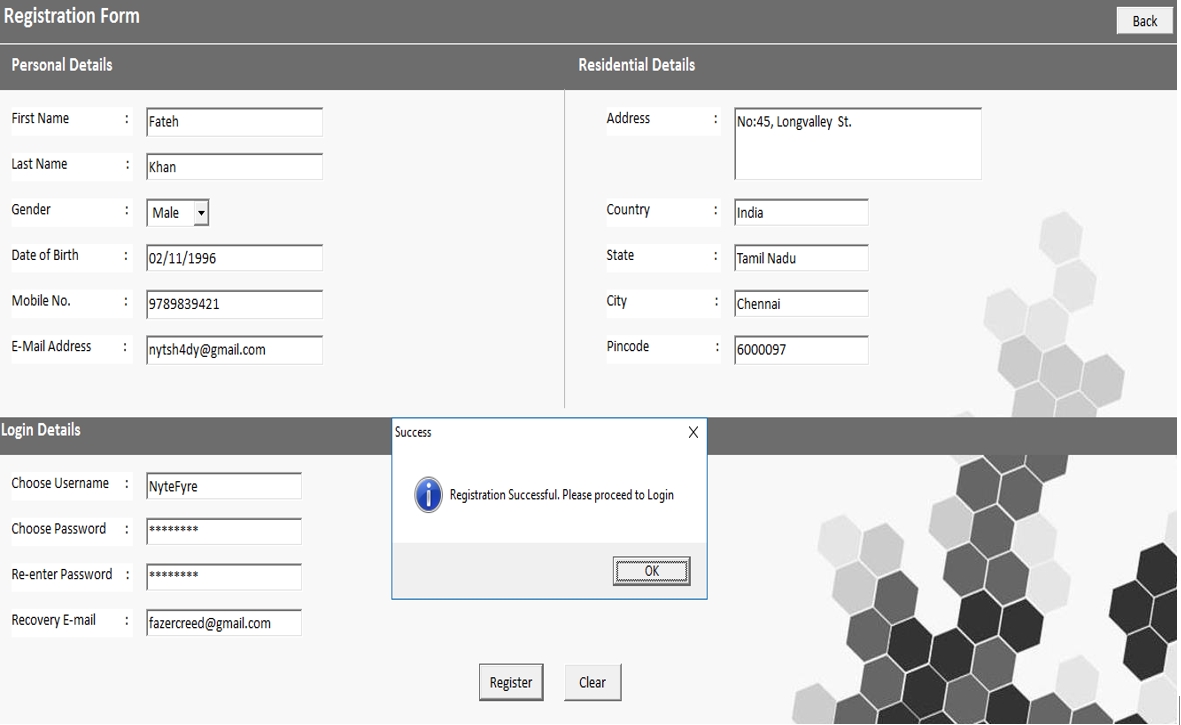 Registration Form
Back
Personal Details
Residential Details
First Name : Fateh
Address : No:45, Longvalley St.
Last Name : Khan
Gender : Male
Country : India
Date of Birth : 02/11/1996
State : Tamil Nadu
Mobile No. : 9789839421
City : Chennai
E-Mail Address : nytsh4dy@gmail.com
Pincode : 6000097
Login Details
Success X
Choose Username : NyteFyre
Registration Successful. Please proceed to Login
Choose Password : ********
OK
Re-enter Password : ********
Recovery E-mail : fazercreed@gmail.com
Register
Clear